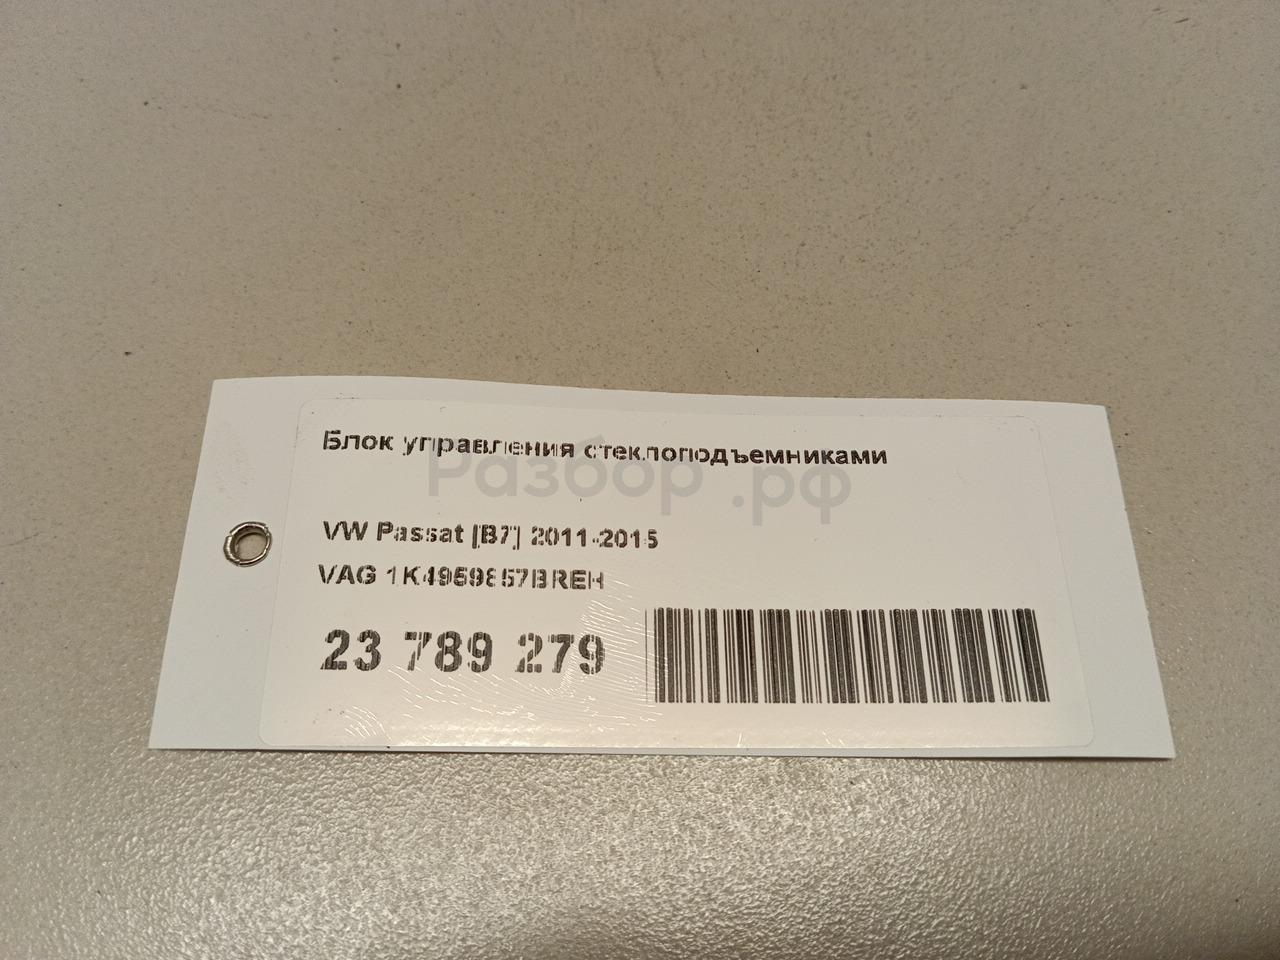 Блок управления стеклоподъемниками
Разбор.рф
VW Passat [B7] 2011-2015
VAG 1K4959857BREH
23 789 279